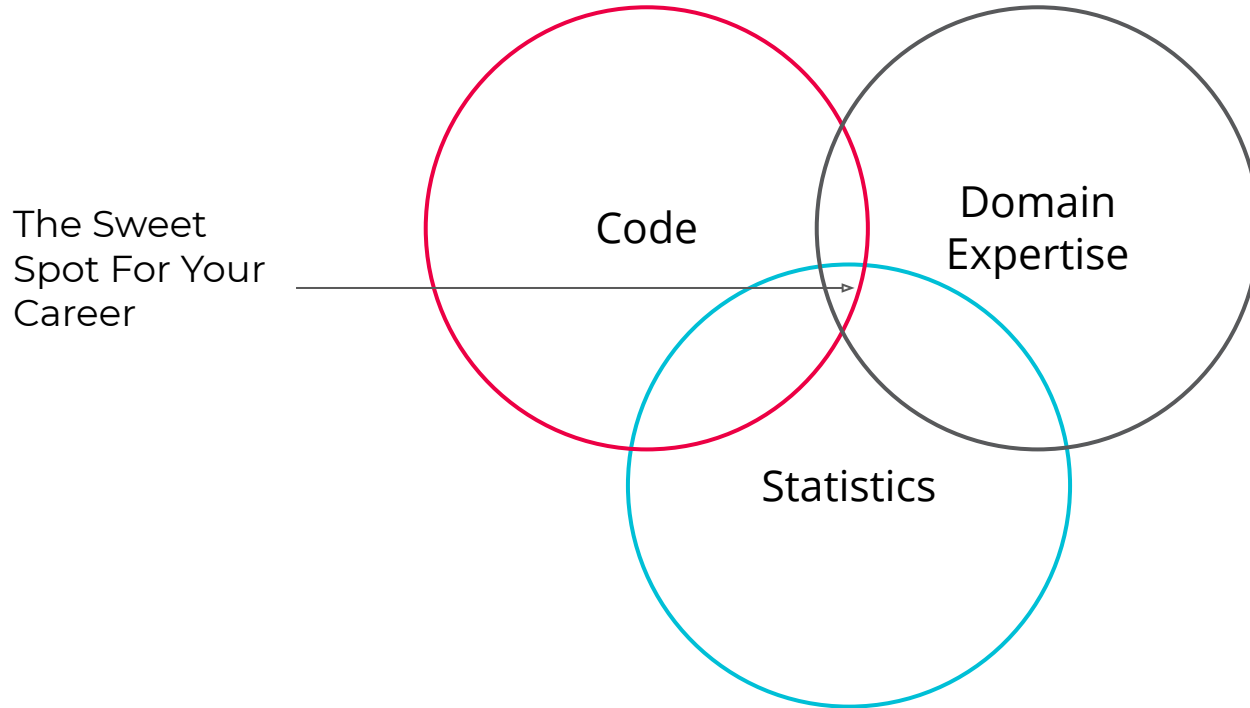 The Sweet
Spot For Your
Career
Code
Domain
Expertise
Statistics